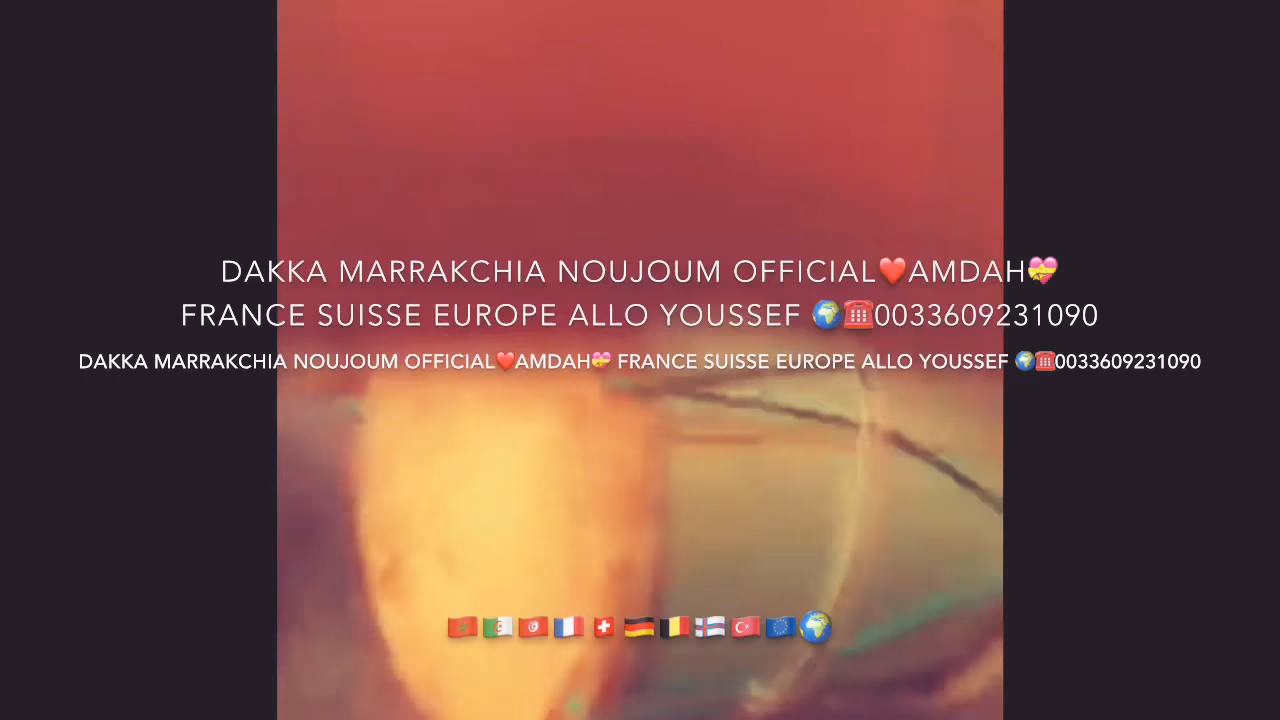 DAKKA MARRAKCHIA NOUJOUM OFFICIAL❤️AMDAH💝
FRANCE SUISSE EUROPE ALLO YOUSSEF 🌍☎️0033609231090
DAKKA MARRAKCHIA NOUJOUM OFFICIAL❤️AMDAH💝 FRANCE SUISSE EUROPE ALLO YOUSSEF 🌍☎️0033609231090
🇲🇦🇩🇿🇹🇳🇫🇷🇨🇭🇩🇪🇧🇪🇫🇴🇹🇷🇪🇺🌍